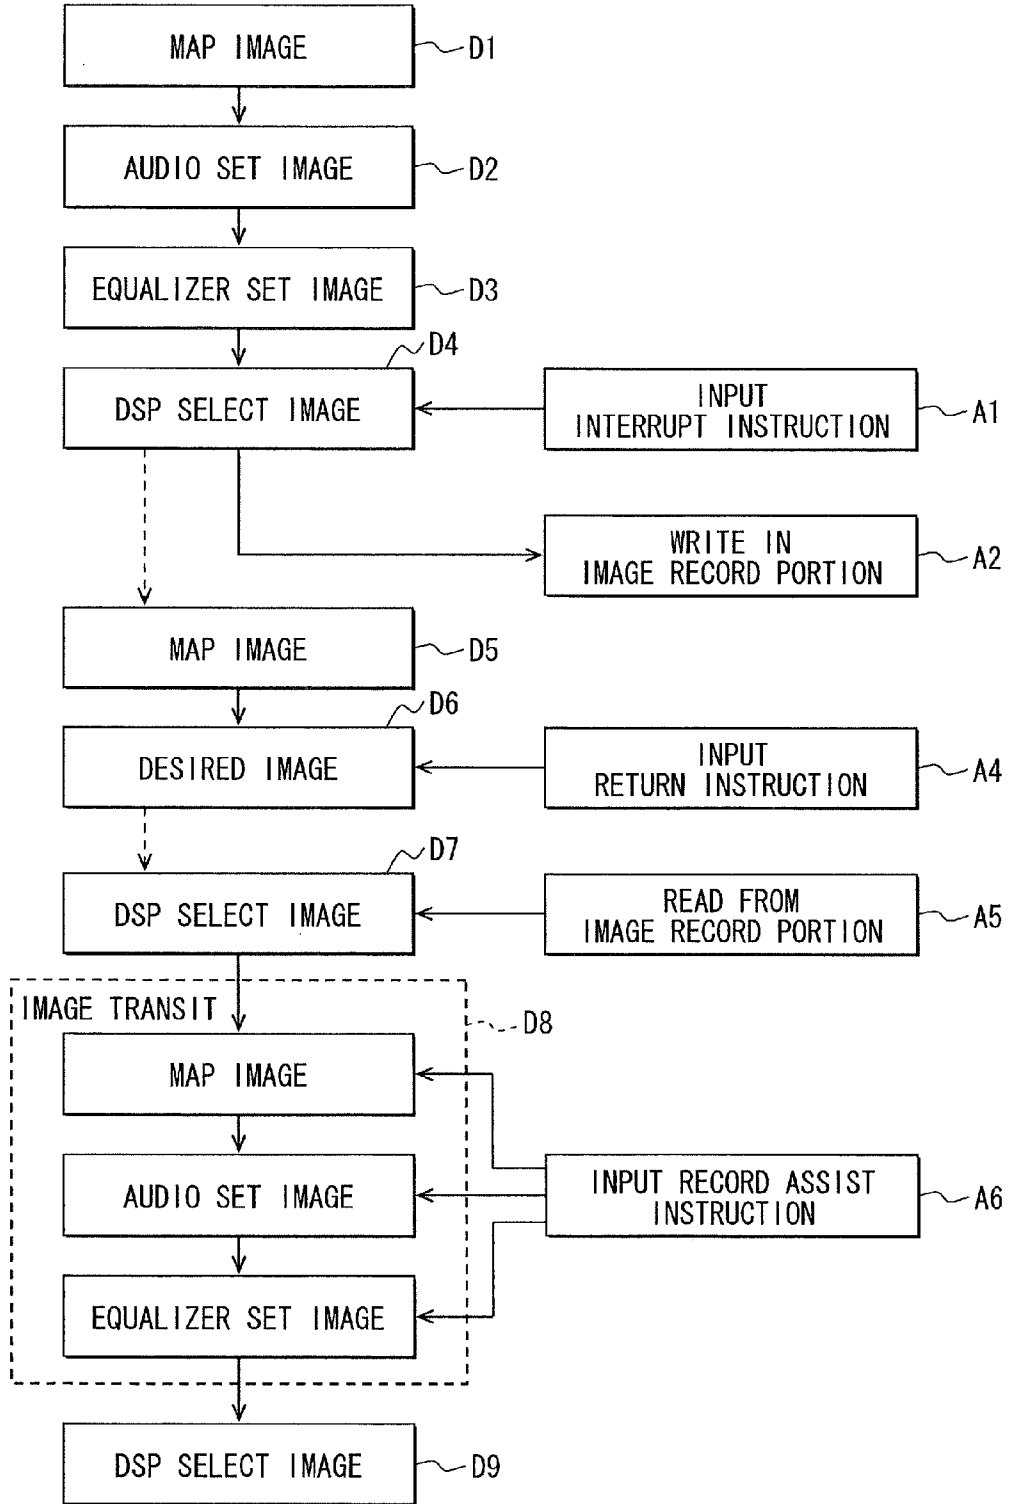 MAP IMAGE
D1
AUDIO SET IMAGE
D2
EQUALIZER SET IMAGE
D3
D4
DSP SELECT IMAGE
INPUT
INTERRUPT INSTRUCTION
A1
WRITE IN
IMAGE RECORD PORTION
A2
MAP IMAGE
D5
D6
DESIRED IMAGE
INPUT
RETURN INSTRUCTION
A4
D7
DSP SELECT IMAGE
READ FROM
IMAGE RECORD PORTION
A5
IMAGE TRANSIT
D8
MAP IMAGE
AUDIO SET IMAGE
INPUT RECORD ASSIST
INSTRUCTION
A6
EQUALIZER SET IMAGE
DSP SELECT IMAGE
D9